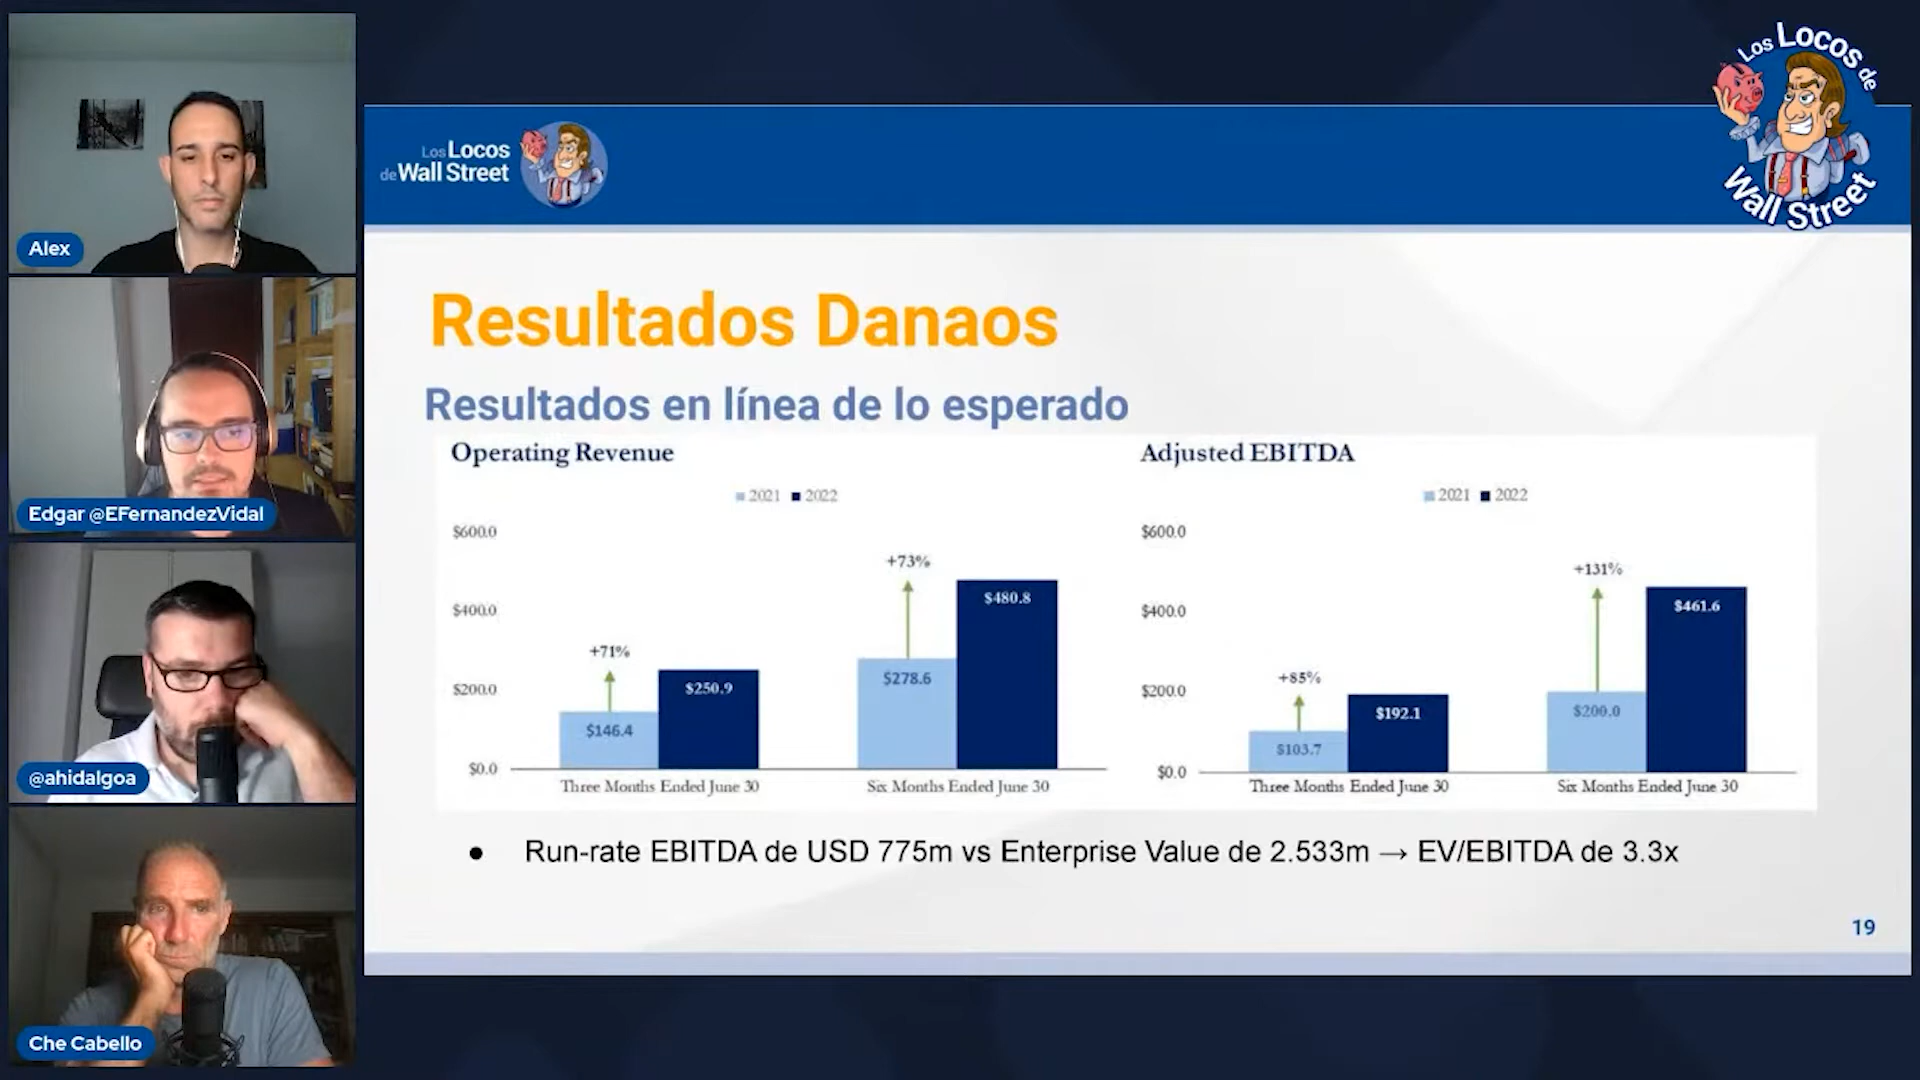 Alex
Edgar @EFernandezVidal
@ahidalgoa
Che Cabello
Los Locos de
Wall Street
Los Locos
de Wall Street
Resultados Danaos
Resultados en línea de lo esperado
Operating Revenue
2021 2022
$600.0
$400.0
$200.0
$0.0
+71%
$146.4
$250.9
+73%
$278.6
$480.8
Three Months Ended June 30
Six Months Ended June 30
Adjusted EBITDA
2021 2022
$600.0
$400.0
$200.0
$0.0
+85%
$103.7
$192.1
+131%
$200.0
$461.6
Three Months Ended June 30
Six Months Ended June 30
● Run-rate EBITDA de USD 775m vs Enterprise Value de 2.533m → EV/EBITDA de 3.3x
19